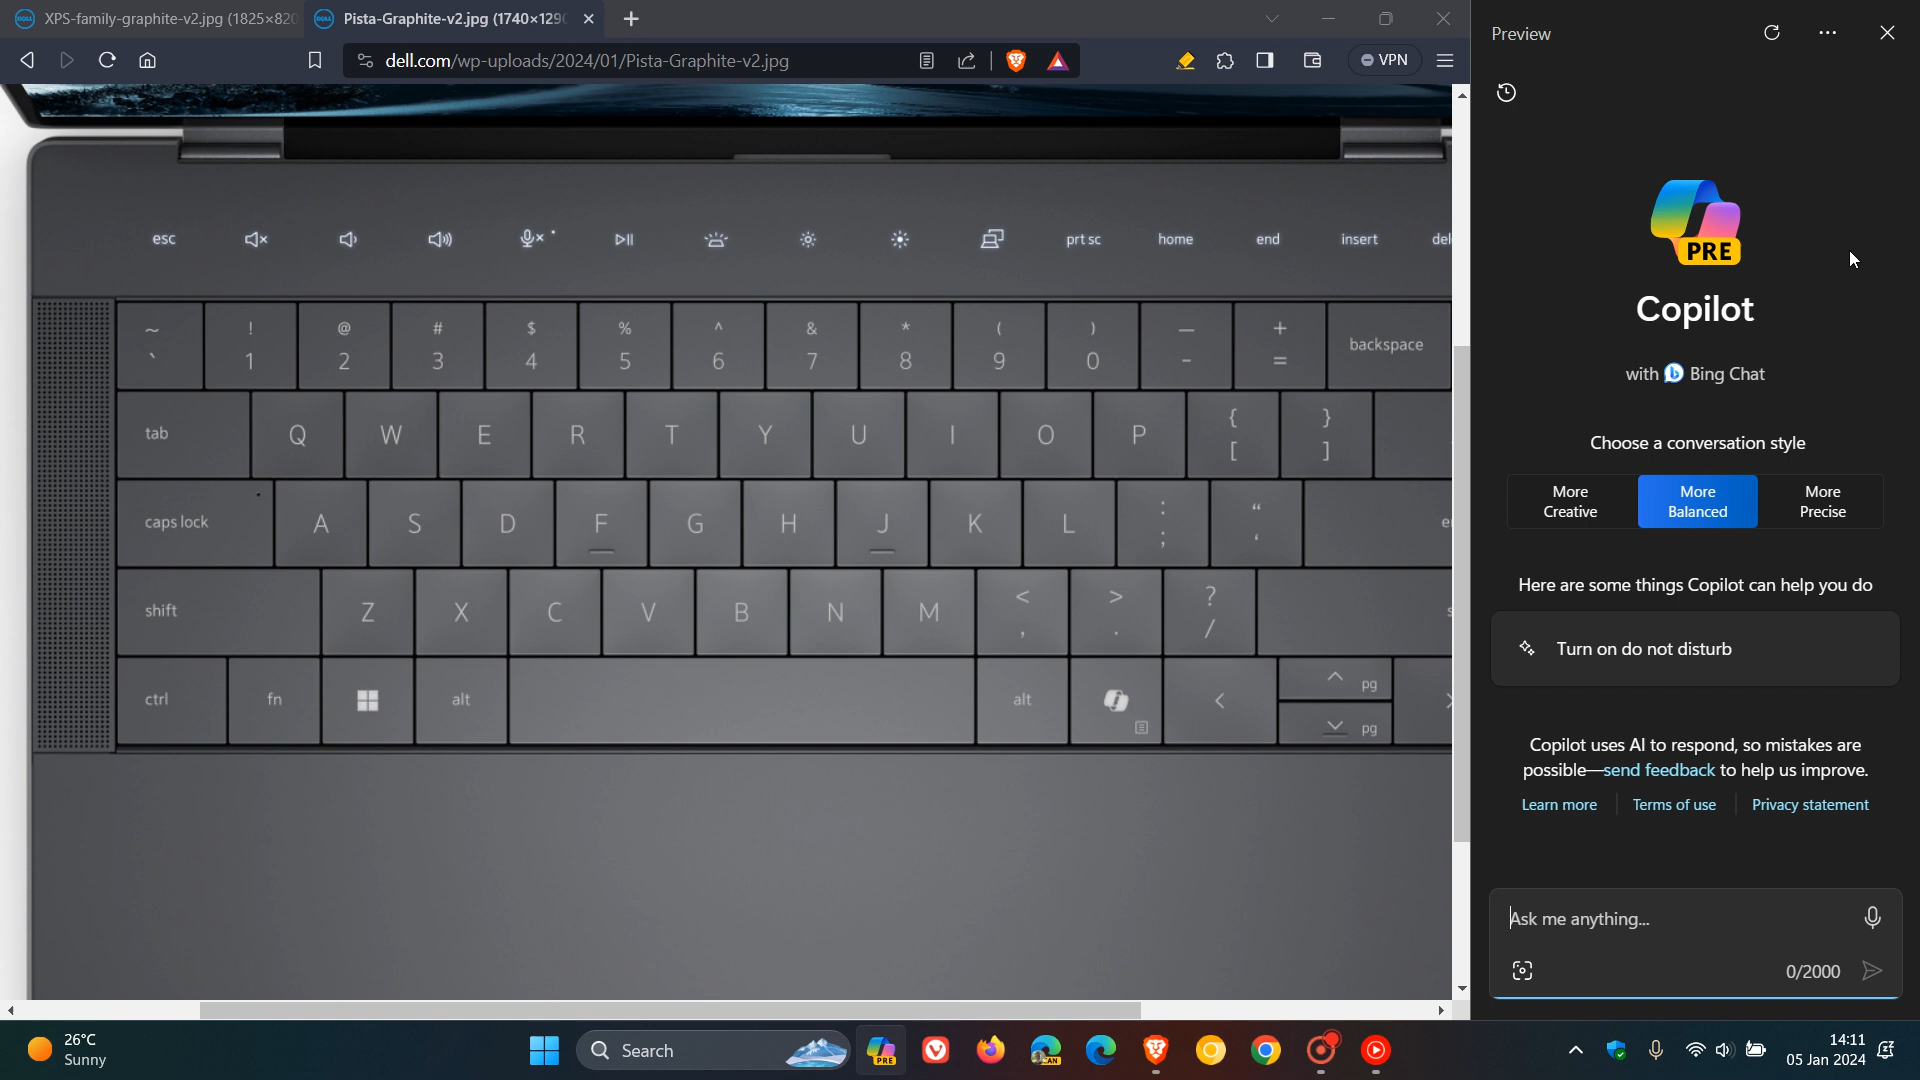 XPS-family-graphite-v2.jpg (1825×820
Pista-Graphite-v2.jpg (1740×1290
dell.com/wp-uploads/2024/01/Pista-Graphite-v2.jpg
VPN
esc
prt sc
home
end
insert
del
~ ! @ # $ % ^ & * ( ) — +
` 1 2 3 4 5 6 7 8 9 0 - =
backspace
tab Q W E R T Y U I O P { [ } ]
caps lock A S D F G H J K L : ; “ ‘
shift Z X C V B N M < , > . ? /
ctrl fn alt alt < ^ pg
pg
Preview
PRE
Copilot
with Bing Chat
Choose a conversation style
More Creative
More Balanced
More Precise
Here are some things Copilot can help you do
Turn on do not disturb
Copilot uses AI to respond, so mistakes are
possible—send feedback to help us improve.
Learn more
Terms of use
Privacy statement
Ask me anything...
0/2000
26°C
Sunny
Search
PRE
CAN
14:11
05 Jan 2024